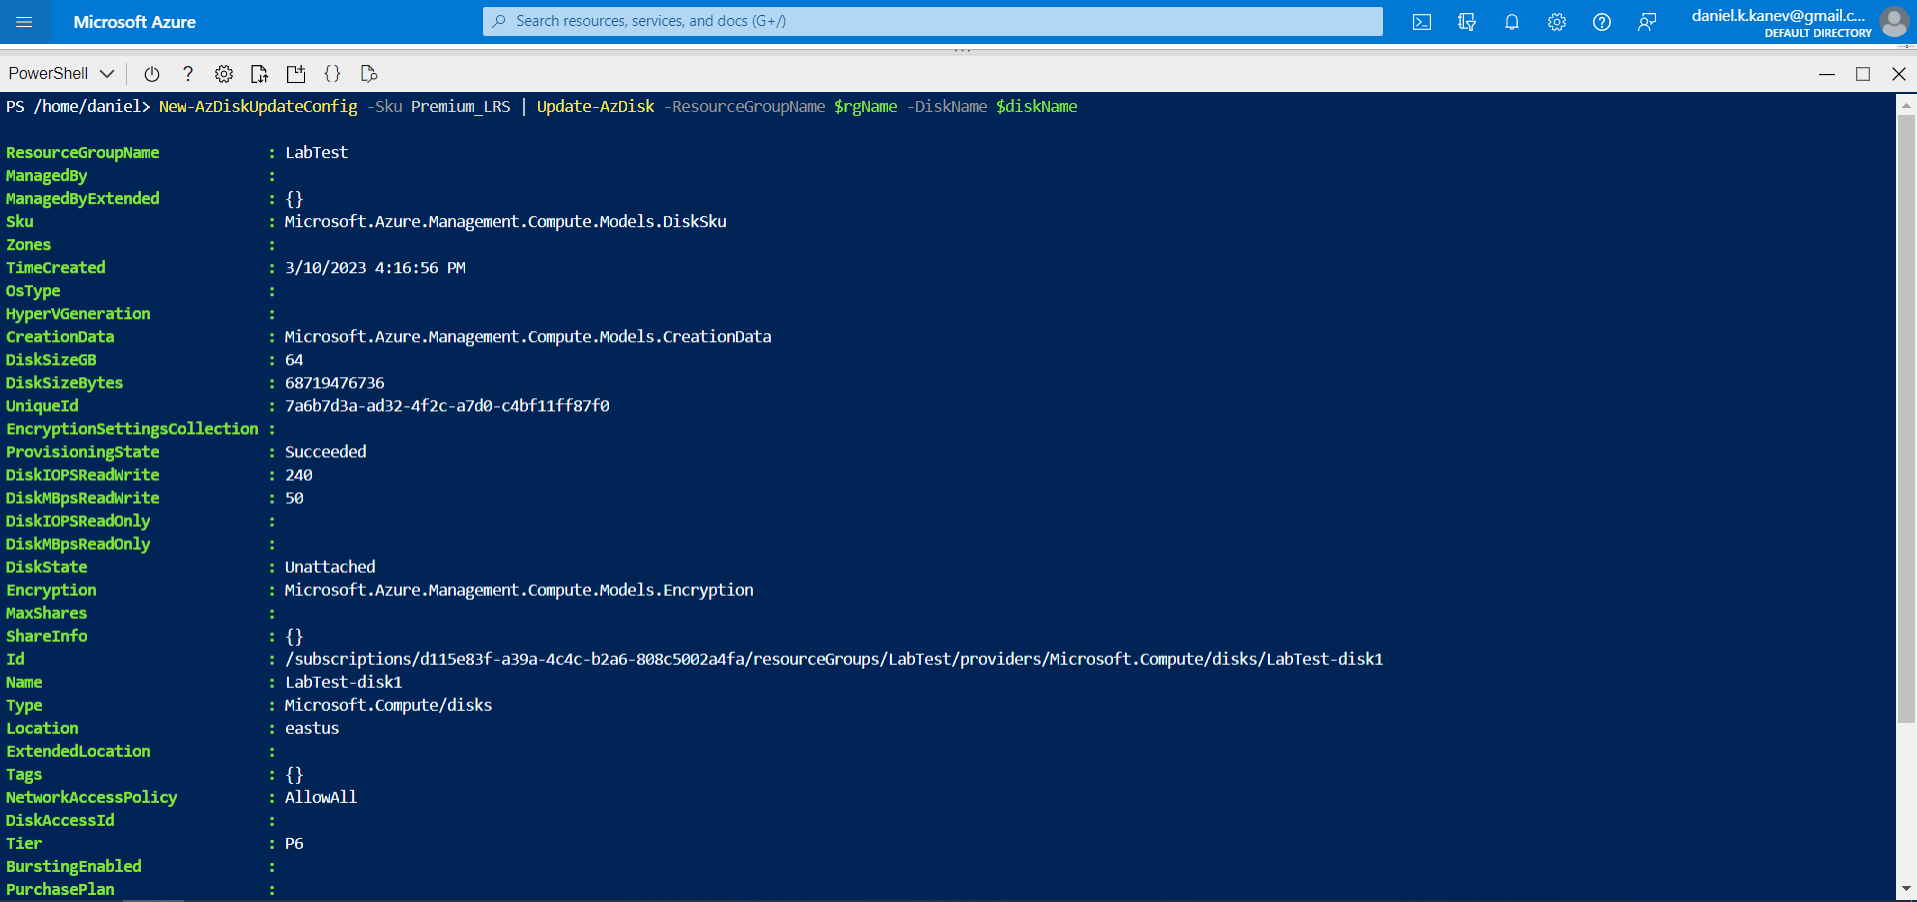 Microsoft Azure
Search resources, services, and docs (G+/)
daniel.k.kanev@gmail.c...
DEFAULT DIRECTORY
PowerShell
PS /home/daniel> New-AzDiskUpdateConfig -Sku Premium_LRS | Update-AzDisk -ResourceGroupName $rgName -DiskName $diskName
ResourceGroupName : LabTest
ManagedBy :
ManagedByExtended : {}
Sku : Microsoft.Azure.Management.Compute.Models.DiskSku
Zones :
TimeCreated : 3/10/2023 4:16:56 PM
OsType :
HyperVGeneration :
CreationData : Microsoft.Azure.Management.Compute.Models.CreationData
DiskSizeGB : 64
DiskSizeBytes : 68719476736
UniqueId : 7a6b7d3a-ad32-4f2c-a7d0-c4bf11ff87f0
EncryptionSettingsCollection :
ProvisioningState : Succeeded
DiskIOPSReadWrite : 240
DiskMBpsReadWrite : 50
DiskIOPSReadOnly :
DiskMBpsReadOnly :
DiskState : Unattached
Encryption : Microsoft.Azure.Management.Compute.Models.Encryption
MaxShares :
ShareInfo : {}
Id : /subscriptions/d115e83f-a39a-4c4c-b2a6-808c5002a4fa/resourceGroups/LabTest/providers/Microsoft.Compute/disks/LabTest-disk1
Name : LabTest-disk1
Type : Microsoft.Compute/disks
Location : eastus
ExtendedLocation :
Tags : {}
NetworkAccessPolicy : AllowAll
DiskAccessId :
Tier : P6
BurstingEnabled :
PurchasePlan :